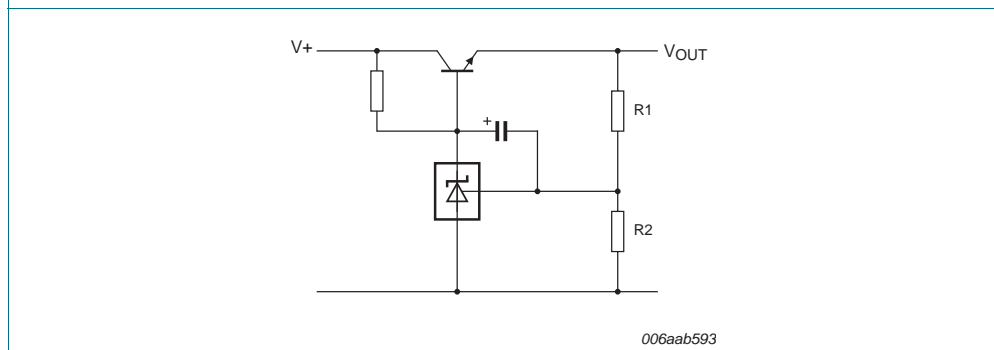 V+
VOUT
+
R1
R2
006aab593